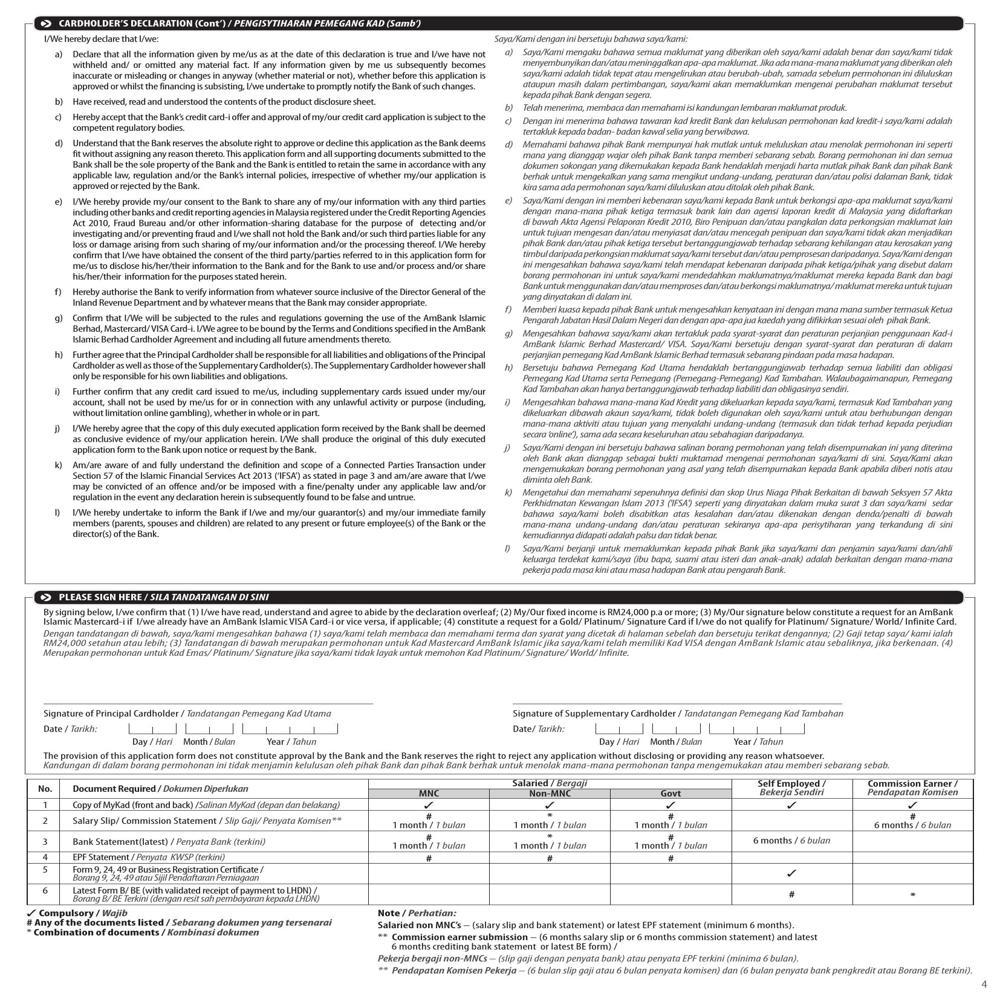 CARDHOLDER'S DECLARATION (Cont') / PENGISYTIHARAN PEMEGANG KAD (Samb')
I/We hereby declare that I/we:
a) Declare that all the information given by me/us as at the date of this declaration is true and I/we have not
withheld and/ or omitted any material fact. If any information given by me us subsequently becomes
inaccurate or misleading or changes in anyway (whether material or not), whether before this application is
approved or whilst the financing is subsisting, I/we undertake to promptly notify the Bank of such changes.
b) Have received, read and understood the contents of the product disclosure sheet.
c) Hereby accept that the Bank's credit card-i offer and approval of my/our credit card application is subject to the
competent regulatory bodies.
d) Understand that the Bank reserves the absolute right to approve or decline this application as the Bank deems
fit without assigning any reason thereto. This application form and all supporting documents submitted to the
Bank shall be the sole property of the Bank and the Bank is entitled to retain the same in accordance with any
applicable law, regulation and/or the Bank's internal policies, irrespective of whether my/our application is
approved or rejected by the Bank.
e) I/We hereby provide my/our consent to the Bank to share any of my/our information with any third parties
including other banks and credit reporting agencies in Malaysia registered under the Credit Reporting Agencies
Act 2010, Fraud Bureau and/or other information-sharing database for the purpose of detecting and/or
investigating and/or preventing fraud and I/we shall not hold the Bank and/or such third parties liable for any
loss or damage arising from such sharing of my/our information and/or the processing thereof. I/We hereby
confirm that I/we have obtained the consent of the third party/parties referred to in this application form for
me/us to disclose his/her/their information to the Bank and for the Bank to use and/or process and/or share
his/her/their information for the purposes stated herein.
f) Hereby authorise the Bank to verify information from whatever source inclusive of the Director General of the
Inland Revenue Department and by whatever means that the Bank may consider appropriate.
g) Confirm that I/We will be subjected to the rules and regulations governing the use of the AmBank Islamic
Berhad, Mastercard/ VISA Card-i. I/We agree to be bound by the Terms and Conditions specified in the AmBank
Islamic Berhad Cardholder Agreement and including all future amendments thereto.
h) Further agree that the Principal Cardholder shall be responsible for all liabilities and obligations of the Principal
Cardholder as well as those of the Supplementary Cardholder(s). The Supplementary Cardholder however shall
only be responsible for his own liabilities and obligations.
i) Further confirm that any credit card issued to me/us, including supplementary cards issued under my/our
account, shall not be used by me/us for or in connection with any unlawful activity or purpose (including,
without limitation online gambling), whether in whole or in part.
j) I/We hereby agree that the copy of this duly executed application form received by the Bank shall be deemed
as conclusive evidence of my/our application herein. I/We shall produce the original of this duly executed
application form to the Bank upon notice or request by the Bank.
k) Am/are aware of and fully understand the definition and scope of a Connected Parties Transaction under
Section 57 of the Islamic Financial Services Act 2013 ('IFSA') as stated in page 3 and am/are aware that I/we
may be convicted of an offence and/or be imposed with a fine/penalty under any applicable law and/or
regulation in the event any declaration herein is subsequently found to be false and untrue.
l) I/We hereby undertake to inform the Bank if I/we and my/our guarantor(s) and my/our immediate family
members (parents, spouses and children) are related to any present or future employee(s) of the Bank or the
director(s) of the Bank.
Saya/Kami dengan ini bersetuju bahawa saya/kami:
a) Saya/Kami mengaku bahawa semua maklumat yang diberikan oleh saya/kami adalah benar dan saya/kami tidak
menyembunyikan dan/atau meninggalkan apa-apa maklumat. Jika ada mana-mana maklumat yang diberikan oleh
saya/kami adalah tidak tepat atau mengelirukan atau berubah-ubah, samada sebelum permohonan ini diluluskan
ataupun masih dalam pertimbangan, saya/kami akan memaklumkan mengenai perubahan maklumat tersebut
kepada pihak Bank dengan segera.
b) Telah menerima, membaca dan memahami isi kandungan lembaran maklumat produk.
c) Dengan ini menerima bahawa tawaran kad kredit Bank dan kelulusan permohonan kad kredit-i saya/kami adalah
tertakluk kepada badan- badan kawal selia yang berwibawa.
d) Memahami bahawa pihak Bank mempunyai hak mutlak untuk meluluskan atau menolak permohonan ini seperti
mana yang dianggap wajar oleh pihak Bank tanpa memberi sebarang sebab. Borang permohonan ini dan semua
dokumen sokongan yang dikemukakan kepada Bank hendaklah menjadi harta mutlak pihak Bank dan pihak Bank
berhak untuk mengekalkan yang sama mengikut undang-undang, peraturan dan/atau polisi dalaman Bank, tidak
kira sama ada permohonan saya/kami diluluskan atau ditolak oleh pihak Bank.
e) Saya/Kami dengan ini memberi kebenaran saya/kami kepada Bank untuk berkongsi apa-apa maklumat saya/kami
dengan mana-mana pihak ketiga termasuk bank lain dan agensi laporan kredit di Malaysia yang didaftarkan
di bawah Akta Agensi Pelaporan Kredit 2010, Biro Penipuan dan/atau pangkalan data perkongsian maklumat lain
untuk tujuan mengesan dan/atau menyiasat dan/atau mencegah penipuan dan saya/kami tidak akan menjadikan
pihak Bank dan/atau pihak ketiga tersebut bertanggungjawab terhadap sebarang kehilangan atau kerosakan yang
timbul daripada perkongsian maklumat saya/kami tersebut dan/atau pemprosesan daripadanya. Saya/Kami dengan
ini mengesahkan bahawa saya/kami telah mendapat kebenaran daripada pihak ketiga/pihak yang disebut dalam
borang permohonan ini untuk saya/kami mendedahkan maklumat/maklumat mereka kepada Bank dan bagi
Bank untuk menggunakan dan/atau memproses dan/atau berkongsi maklumatnya/ maklumat mereka untuk tujuan
yang dinyatakan di dalam ini.
f) Memberi kuasa kepada pihak Bank untuk mengesahkan kenyataan ini dengan mana mana sumber termasuk Ketua
Pengarah Jabatan Hasil Dalam Negeri dan dengan apa-apa jua kaedah yang difikirkan sesuai oleh pihak Bank.
g) Mengesahkan bahawa saya/kami akan tertakluk pada syarat-syarat dan peraturan perjanjian penggunaan Kad-i
AmBank Islamic Berhad Mastercard/ VISA. Saya/Kami bersetuju dengan syarat-syarat dan peraturan di dalam
perjanjian pemegang Kad AmBank Islamic Berhad termasuk sebarang pindaan pada masa hadapan.
h) Bersetuju bahawa Pemegang Kad Utama hendaklah bertanggungjawab terhadap semua liabiliti dan obligasi
Pemegang Kad Utama serta Pemegang (Pemegang-Pemegang) Kad Tambahan. Walaubagaimanapun, Pemegang
Kad Tambahan akan hanya bertanggungjawab terhadap liabiliti dan obligasinya sendiri.
i) Mengesahkan bahawa mana-mana Kad Kredit yang dikeluarkan kepada saya/kami, termasuk Kad Tambahan yang
dikeluarkan dibawah akaun saya/kami, tidak boleh digunakan oleh saya/kami untuk atau berhubungan dengan
mana-mana aktiviti atau tujuan yang menyalahi undang-undang (termasuk dan tidak terhad kepada perjudian
secara 'online'), sama ada secara keseluruhan atau sebahagian daripadanya.
j) Saya/Kami dengan ini bersetuju bahawa salinan borang permohonan yang telah disempurnakan ini yang diterima
oleh Bank akan dianggap sebagai bukti muktamad mengenai permohonan saya/kami di sini. Saya/Kami akan
mengemukakan borang permohonan yang asal yang telah disempurnakan kepada Bank apabila diberi notis atau
diminta oleh Bank.
k) Mengetahui dan memahami sepenuhnya definisi dan skap Urus Niaga Pihak Berkaitan di bawah Seksyen 57 Akta
Perkhidmatan Kewangan Islam 2013 ('IFSA') seperti yang dinyatakan dalam muka surat 3 dan saya/kami sedar
bahawa saya/kami boleh disabitkan atas kesalahan dan/atau dikenakan dengan denda/penalti di bawah
mana-mana undang-undang dan/atau peraturan sekiranya apa-apa perisytiharan yang terkandung di sini
kemudiannya didapati adalah palsu dan tidak benar.
l) Saya/Kami berjanji untuk memaklumkan kepada pihak Bank jika saya/kami dan penjamin saya/kami dan/ahli
keluarga terdekat kami/saya (ibu bapa, suami atau isteri dan anak-anak) adalah berkaitan dengan mana-mana
pekerja pada masa kini atau masa hadapan Bank atau pengarah Bank.
PLEASE SIGN HERE / SILA TANDATANGAN DI SINI
By signing below, I/we confirm that (1) I/we have read, understand and agree to abide by the declaration overleaf; (2) My/Our fixed income is RM24,000 p.a or more; (3) My/Our signature below constitute a request for an AmBank
Islamic Mastercard-i if I/we already have an AmBank Islamic VISA Card-i or vice versa, if applicable; (4) constitute a request for a Gold/ Platinum/ Signature Card if I/we do not qualify for Platinum/ Signature/ World/ Infinite Card.
Dengan tandatangan di bawah, saya/kami mengesahkan bahawa (1) saya/kami telah membaca dan memahami terma dan syarat yang dicetak di halaman sebelah dan bersetuju terikat dengannya; (2) Gaji tetap saya/ kami ialah
RM24,000 setahun atau lebih; (3) Tandatangan di bawah merupakan permohonan untuk Kad Mastercard AmBank Islamic jika saya/kami telah memiliki Kad VISA dengan AmBank Islamic atau sebaliknya, jika berkenaan. (4)
Merupakan permohonan untuk Kad Emas/ Platinum/ Signature jika saya/kami tidak layak untuk memohon Kad Platinum/ Signature/ World/ Infinite.
Signature of Principal Cardholder / Tandatangan Pemegang Kad Utama
Date / Tarikh:
Day / Hari Month / Bulan Year / Tahun
Signature of Supplementary Cardholder / Tandatangan Pemegang Kad Tambahan
Date/ Tarikh:
Day / Hari Month / Bulan Year / Tahun
The provision of this application form does not constitute approval by the Bank and the Bank reserves the right to reject any application without disclosing or providing any reason whatsoever.
Kandungan di dalam borang permohonan ini tidak menjamin kelulusan oleh pihak Bank dan pihak Bank berhak untuk menolak mana-mana permohonan tanpa mengemukakan atau memberi sebarang sebab.
No. Document Required / Dokumen Diperlukan Salaried / Bergaji Self Employed / Bekerja Sendiri Commission Earner / Pendapatan Komisen
MNC Non-MNC Govt
1 Copy of MyKad (front and back) /Salinan MyKad (depan dan belakang) ✓ ✓ ✓ ✓ ✓
2 Salary Slip/ Commission Statement / Slip Gaji/ Penyata Komisen** # 1 month / 1 bulan * 1 month / 1 bulan # 1 month / 1 bulan # 6 months / 6 bulan
3 Bank Statement(latest) / Penyata Bank (terkini) # 1 month / 1 bulan * 1 month / 1 bulan # 1 month / 1 bulan 6 months / 6 bulan
4 EPF Statement / Penyata KWSP (terkini) # # #
5 Form 9, 24, 49 or Business Registration Certificate /
Borang 9, 24, 49 atau Sijil Pendaftaran Perniagaan ✓
6 Latest Form B/ BE (with validated receipt of payment to LHDN) /
Borang B/ BE Terkini (dengan resit sah pembayaran kepada LHDN) # *
✓ Compulsory / Wajib
# Any of the documents listed / Sebarang dokumen yang tersenarai
* Combination of documents / Kombinasi dokumen
Note / Perhatian:
Salaried non MNC's – (salary slip and bank statement) or latest EPF statement (minimum 6 months).
** Commission earner submission – (6 months salary slip or 6 months commission statement) and latest
6 months crediting bank statement or latest BE form) /
Pekerja bergaji non-MNCs – (slip gaji dengan penyata bank) atau penyata EPF terkini (minima 6 bulan).
** Pendapatan Komisen Pekerja – (6 bulan slip gaji atau 6 bulan penyata komisen) dan (6 bulan penyata bank pengkredit atau Borang BE terkini).
4